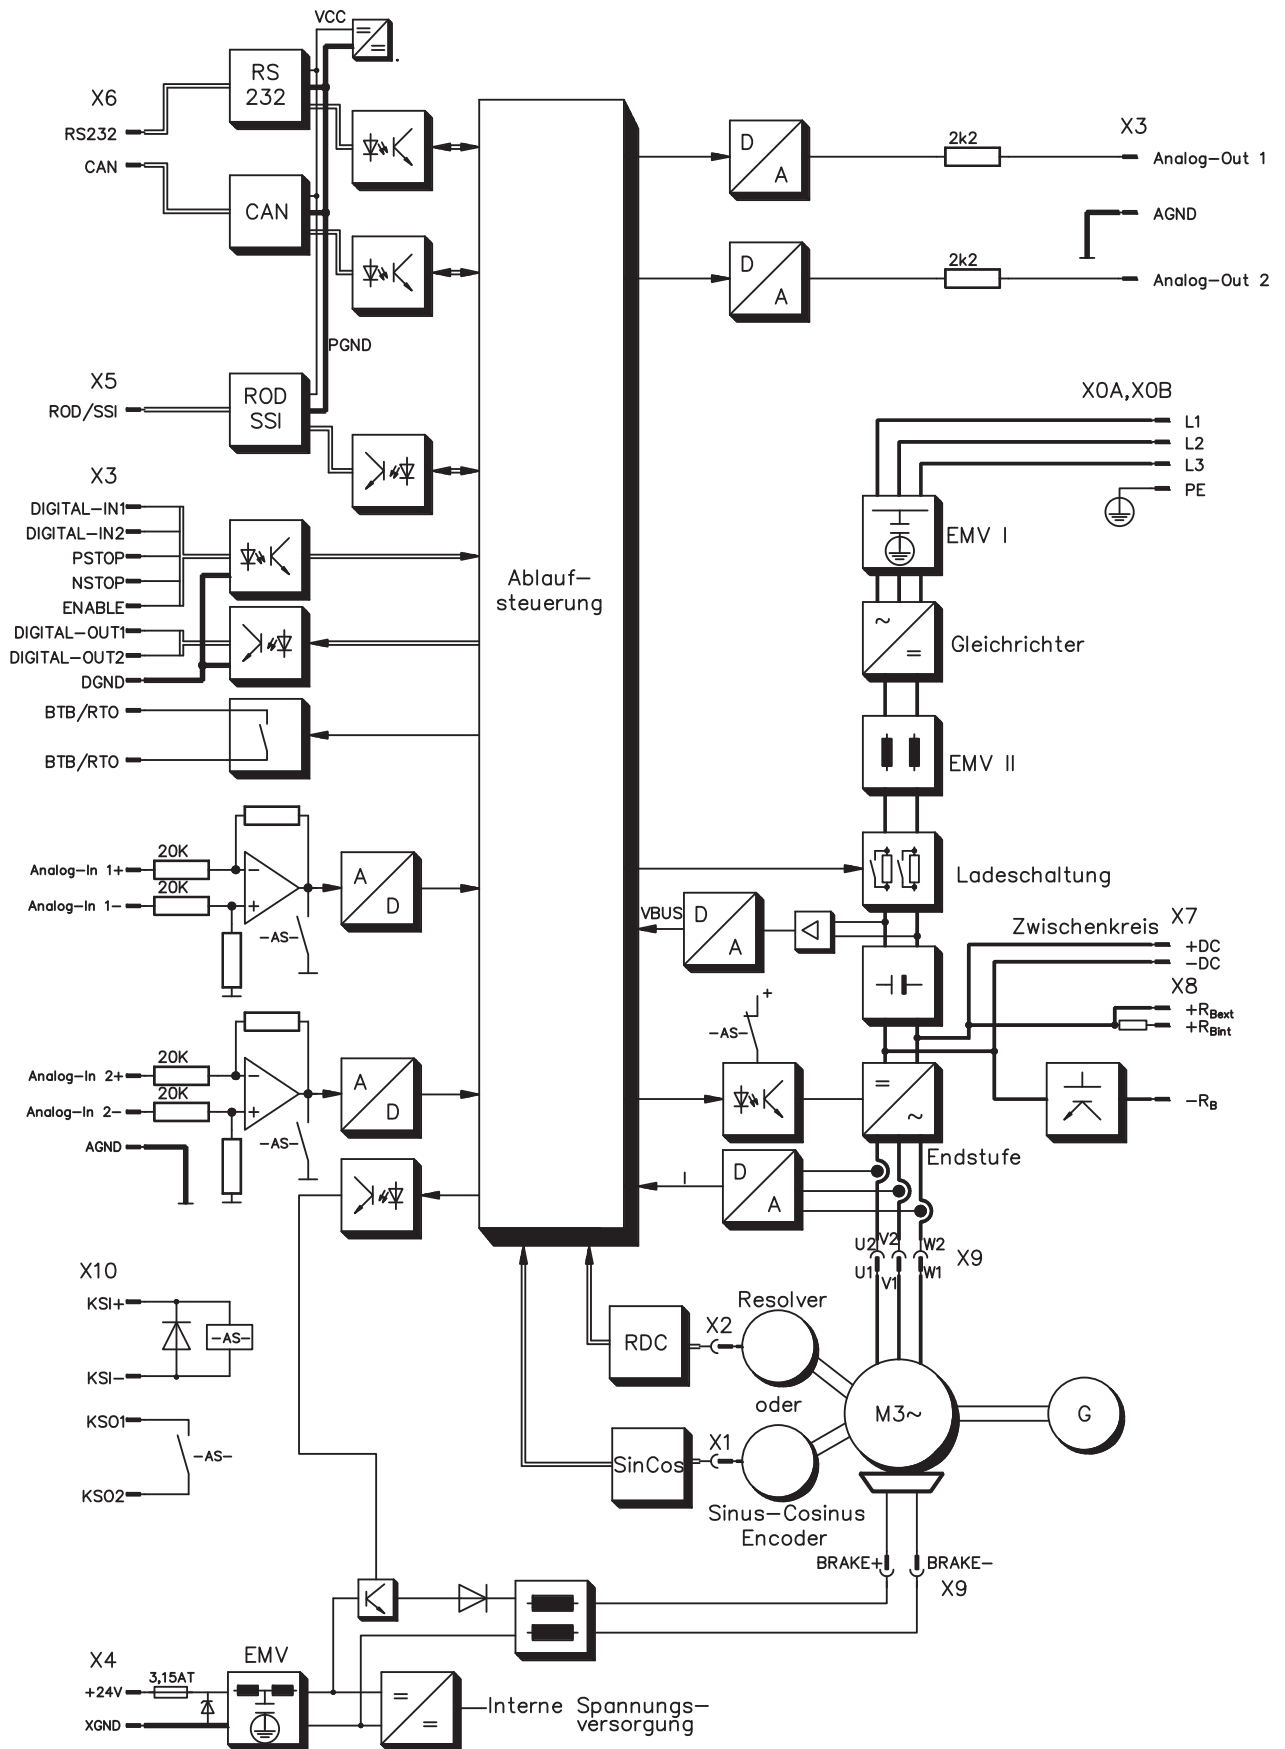 VCC
RS
232
X6
RS232
CAN
CAN
PGND
X5
ROD/SSI
ROD
SSI
X3
DIGITAL-IN1
DIGITAL-IN2
PSTOP
NSTOP
ENABLE
DIGITAL-OUT1
DIGITAL-OUT2
DGND
BTB/RTO
BTB/RTO
20K
Analog-In 1+
20K
Analog-In 1-
-AS-
A
D
20K
Analog-In 2+
20K
Analog-In 2-
AGND
-AS-
A
D
X10
KSI+
-AS-
KSI-
KSO1
-AS-
KSO2
X4
3,15AT
+24V
XGND
EMV
=
=
Interne Spannungs-
versorgung
Ablauf-
steuerung
D
A
2k2
X3
Analog-Out 1
AGND
D
A
2k2
Analog-Out 2
X0A,X0B
L1
L2
L3
PE
EMV I
~
=
Gleichrichter
EMV II
Ladeschaltung
VBUS
D
A
Zwischenkreis
X7
+DC
-DC
X8
+RBext
+RBint
-RB
+
-AS-
=
~
Endstufe
I
D
A
U2
V2
W2
X9
U1
V1
W1
Resolver
RDC
X2
oder
M3~
G
SinCos
X1
Sinus-Cosinus
Encoder
BRAKE+
BRAKE-
X9